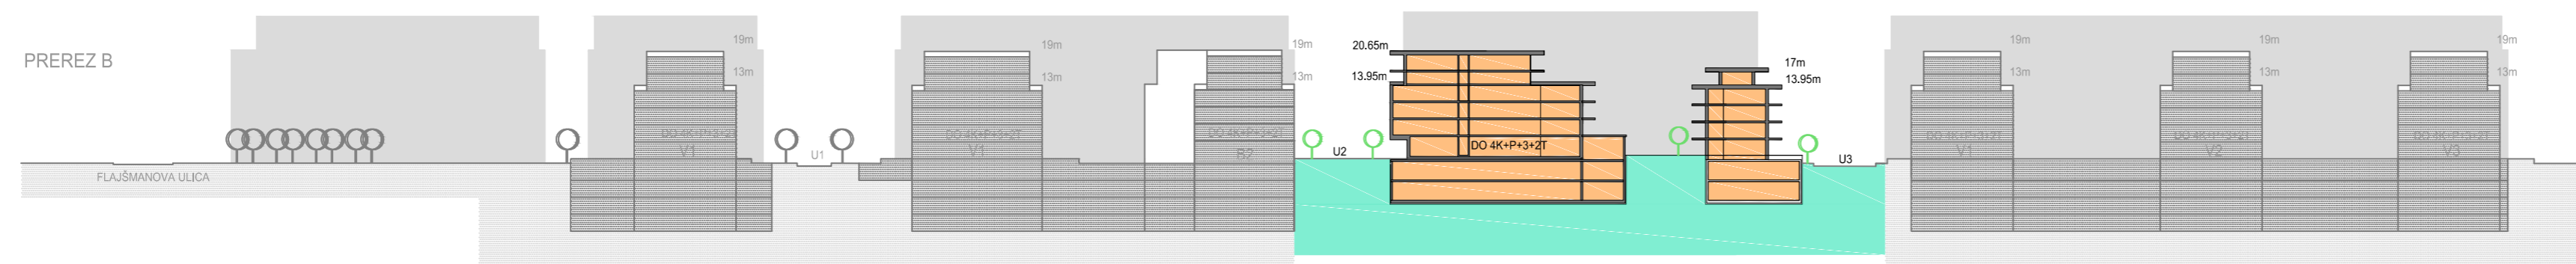 PREREZ B
FLAJŠMANOVA ULICA
19m
13m
DO 4K+P+3+2T
V1
U1
19m
13m
DO 4K+P+3+2T
V1
19m
13m
DO 4K+P+3+2T
B2
U2
20.65m
13.95m
DO 4K+P+3+2T
17m
13.95m
U3
19m
13m
DO 4K+P+3+2T
V1
19m
13m
DO 4K+P+3+2T
V2
19m
13m
DO 4K+P+3+2T
V3